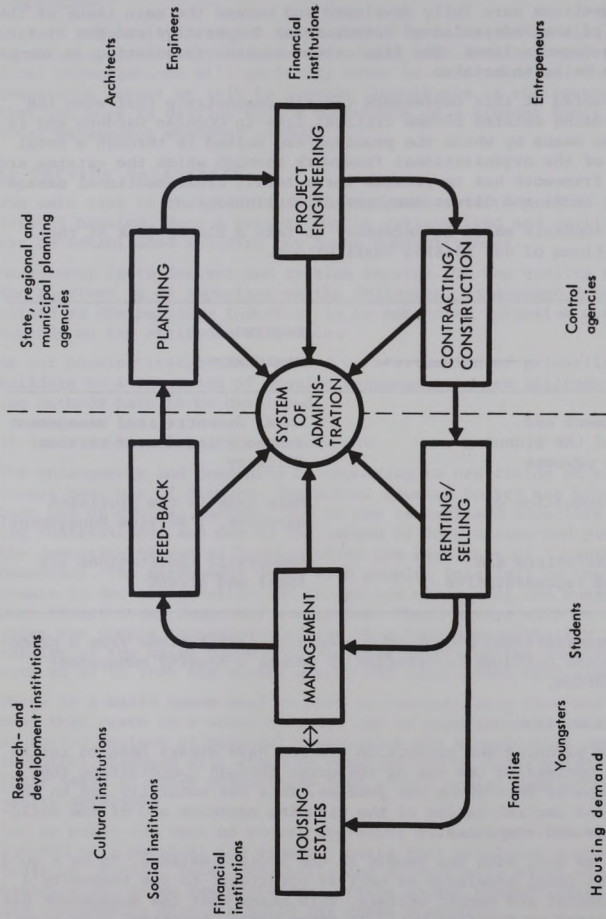 Research- and
development institutions
Cultural institutions
Social institutions
Financial
institutions
State, regional and
municipal planning
agencies
Architects
Engineers
Financial
institutions
FEED-BACK
PLANNING
HOUSING
ESTATES
MANAGEMENT
SYSTEM
OF
ADMINIS-
TRATION
PROJECT
ENGINEERING
RENTING/
SELLING
CONTRACTING/
CONSTRUCTION
Families
Youngsters
Students
Housing demand
Control
agencies
Entrepeneurs